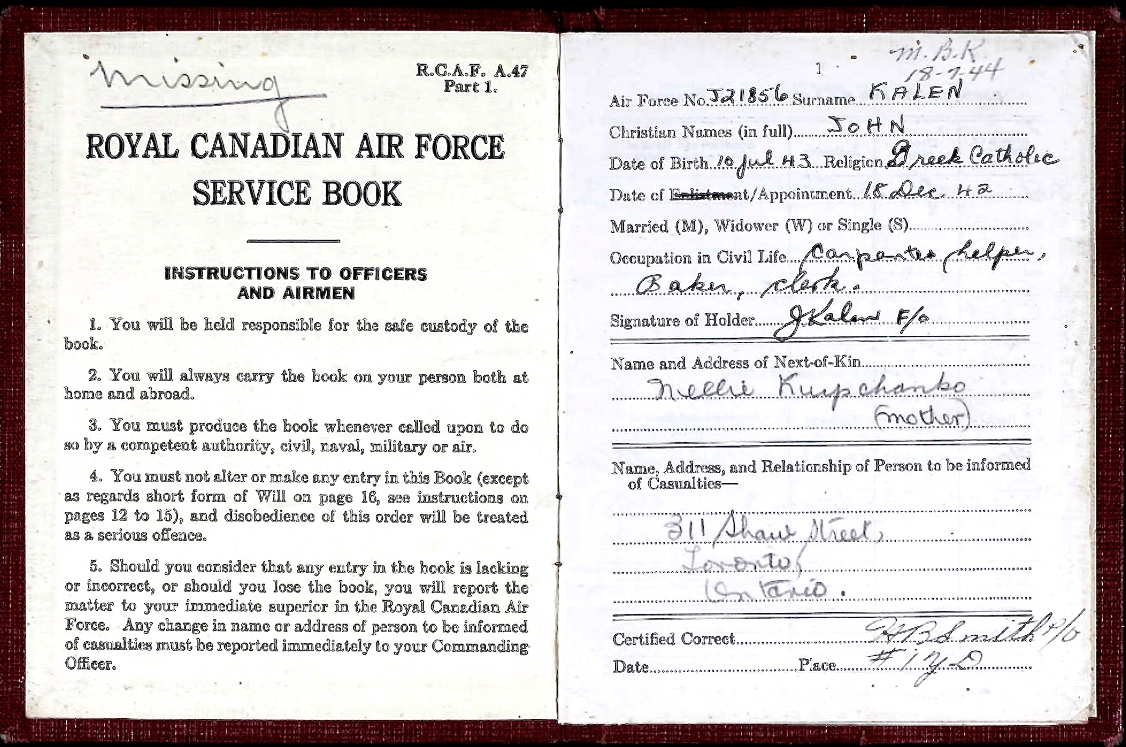 Missing
R.C.A.F. A.47
Part 1.
ROYAL CANADIAN AIR FORCE
SERVICE BOOK
INSTRUCTIONS TO OFFICERS
AND AIRMEN
1. You will be held responsible for the safe custody of the
book.
2. You will always carry the book on your person both at
home and abroad.
3. You must produce the book whenever called upon to do
so by a competent authority, civil, naval, military or air.
4. You must not alter or make any entry in this Book (except
as regards short form of Will on page 16, see instructions on
pages 12 to 15), and disobedience of this order will be treated
as a serious offence.
5. Should you consider that any entry in the book is lacking
or incorrect, or should you lose the book, you will report the
matter to your immediate superior in the Royal Canadian Air
Force. Any change in name or address of person to be informed
of casualties must be reported immediately to your Commanding
Officer.
M.B.K
1
18-7-44
Air Force No. J21856 Surname KALEN
Christian Names (in full) JOHN
Date of Birth 10 Jul 43 Religion Greek Catholic
Date of Enlistment/Appointment 18 Dec. 42
Married (M), Widower (W) or Single (S)
Occupation in Civil Life Carpenter helper,
Baker, clerk.
Signature of Holder JKalen F/o
Name and Address of Next-of-Kin
Nellie Kurpchanko
(mother)
Name, Address, and Relationship of Person to be informed
of Casualties—
311 Shaw Street,
Toronto,
Ontario.
Certified Correct HBSmith P/o
Date Place #1 Y D